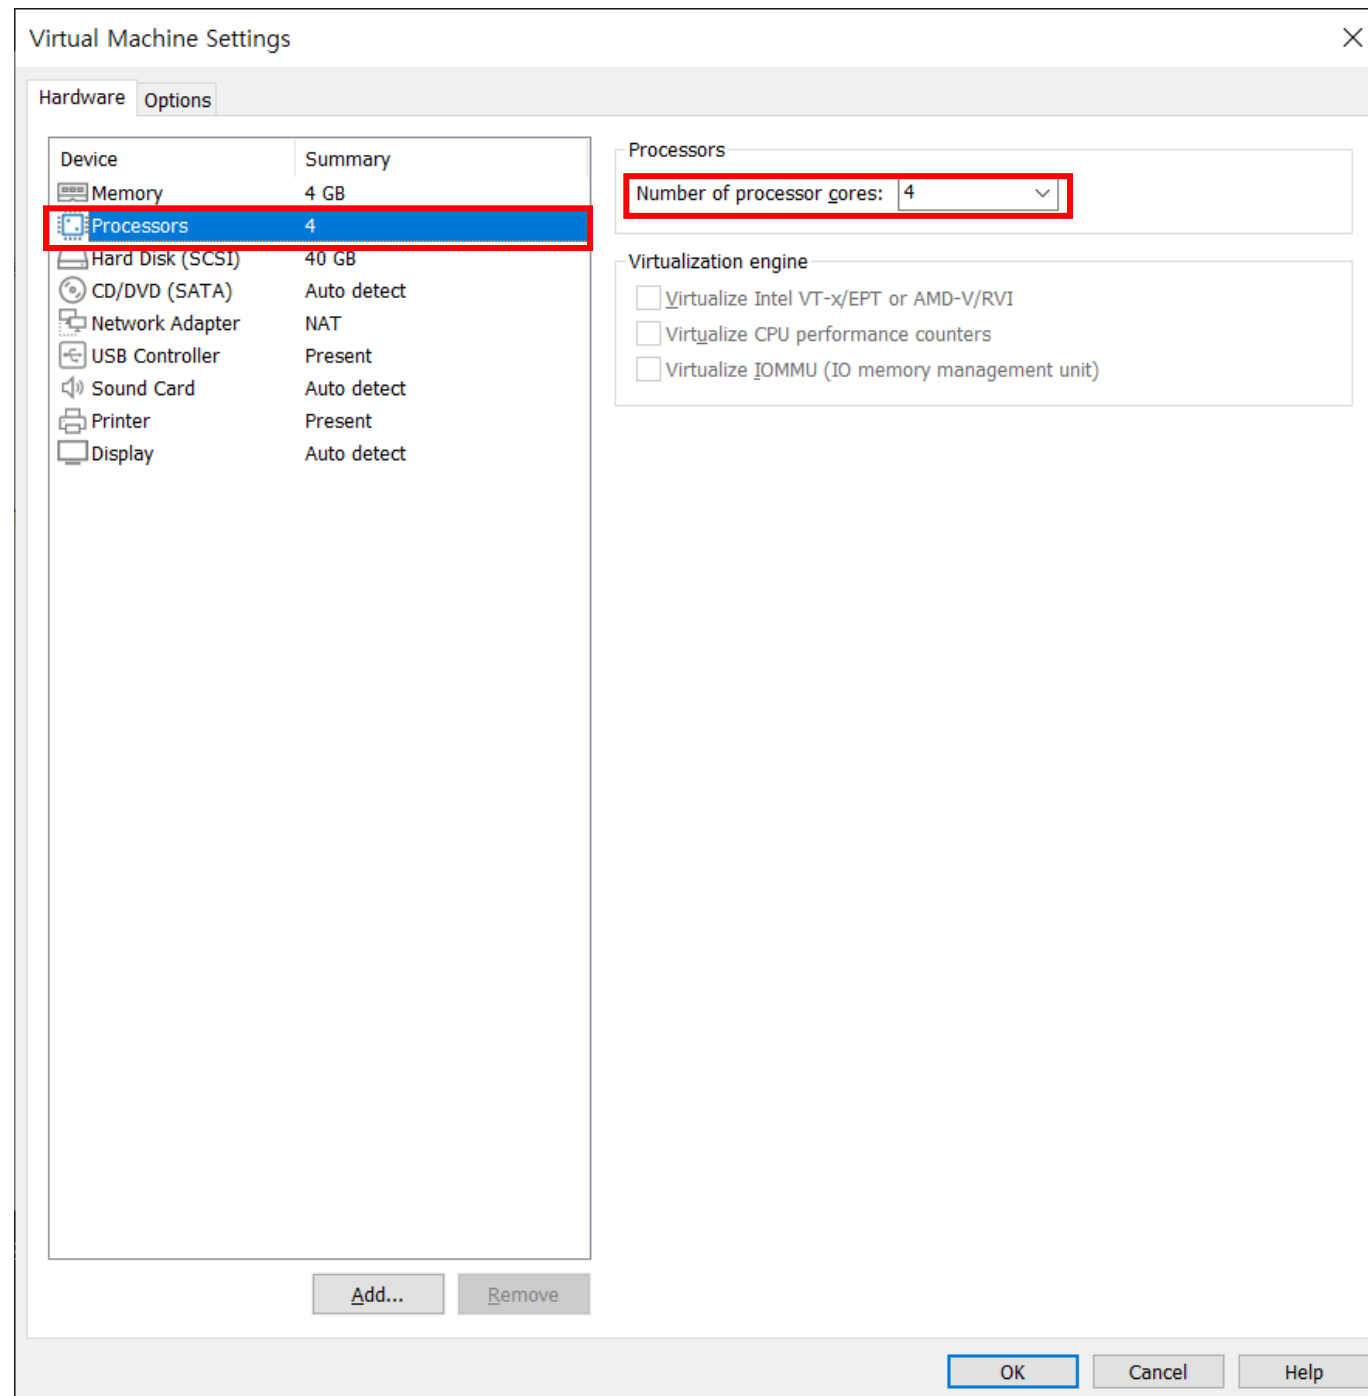 Virtual Machine Settings
Hardware Options
Device Summary
Memory 4 GB
Processors 4
Hard Disk (SCSI) 40 GB
CD/DVD (SATA) Auto detect
Network Adapter NAT
USB Controller Present
Sound Card Auto detect
Printer Present
Display Auto detect
Add... Remove
Processors
Number of processor cores: 4
Virtualization engine
Virtualize Intel VT-x/EPT or AMD-V/RVI
Virtualize CPU performance counters
Virtualize IOMMU (IO memory management unit)
OK Cancel Help